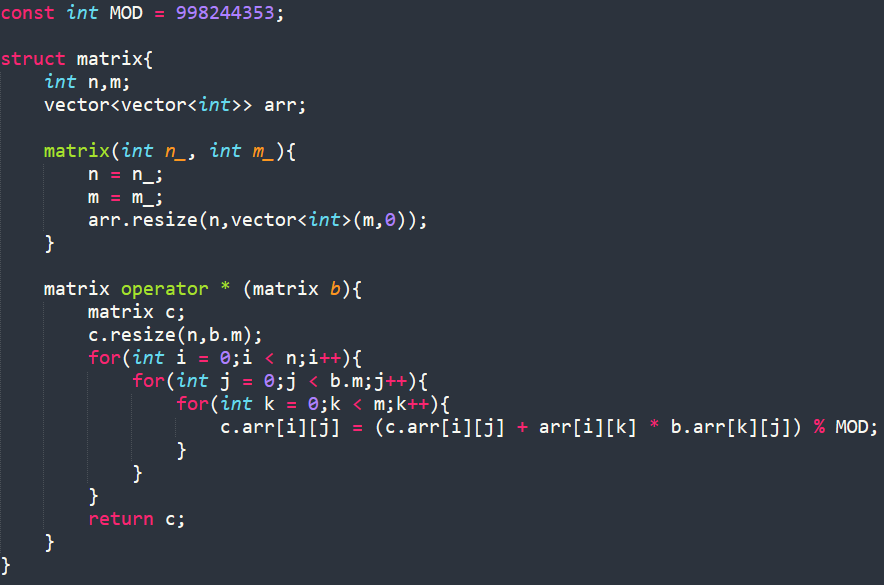 const int MOD = 998244353;
struct matrix{
    int n,m;
    vector<vector<int>> arr;
    matrix(int n_, int m_){
        n = n_;
        m = m_;
        arr.resize(n,vector<int>(m,0));
    }
    matrix operator * (matrix b){
        matrix c;
        c.resize(n,b.m);
        for(int i = 0;i < n;i++){
            for(int j = 0;j < b.m;j++){
                for(int k = 0;k < m;k++){
                    c.arr[i][j] = (c.arr[i][j] + arr[i][k] * b.arr[k][j]) % MOD;
                }
            }
        }
        return c;
    }
}